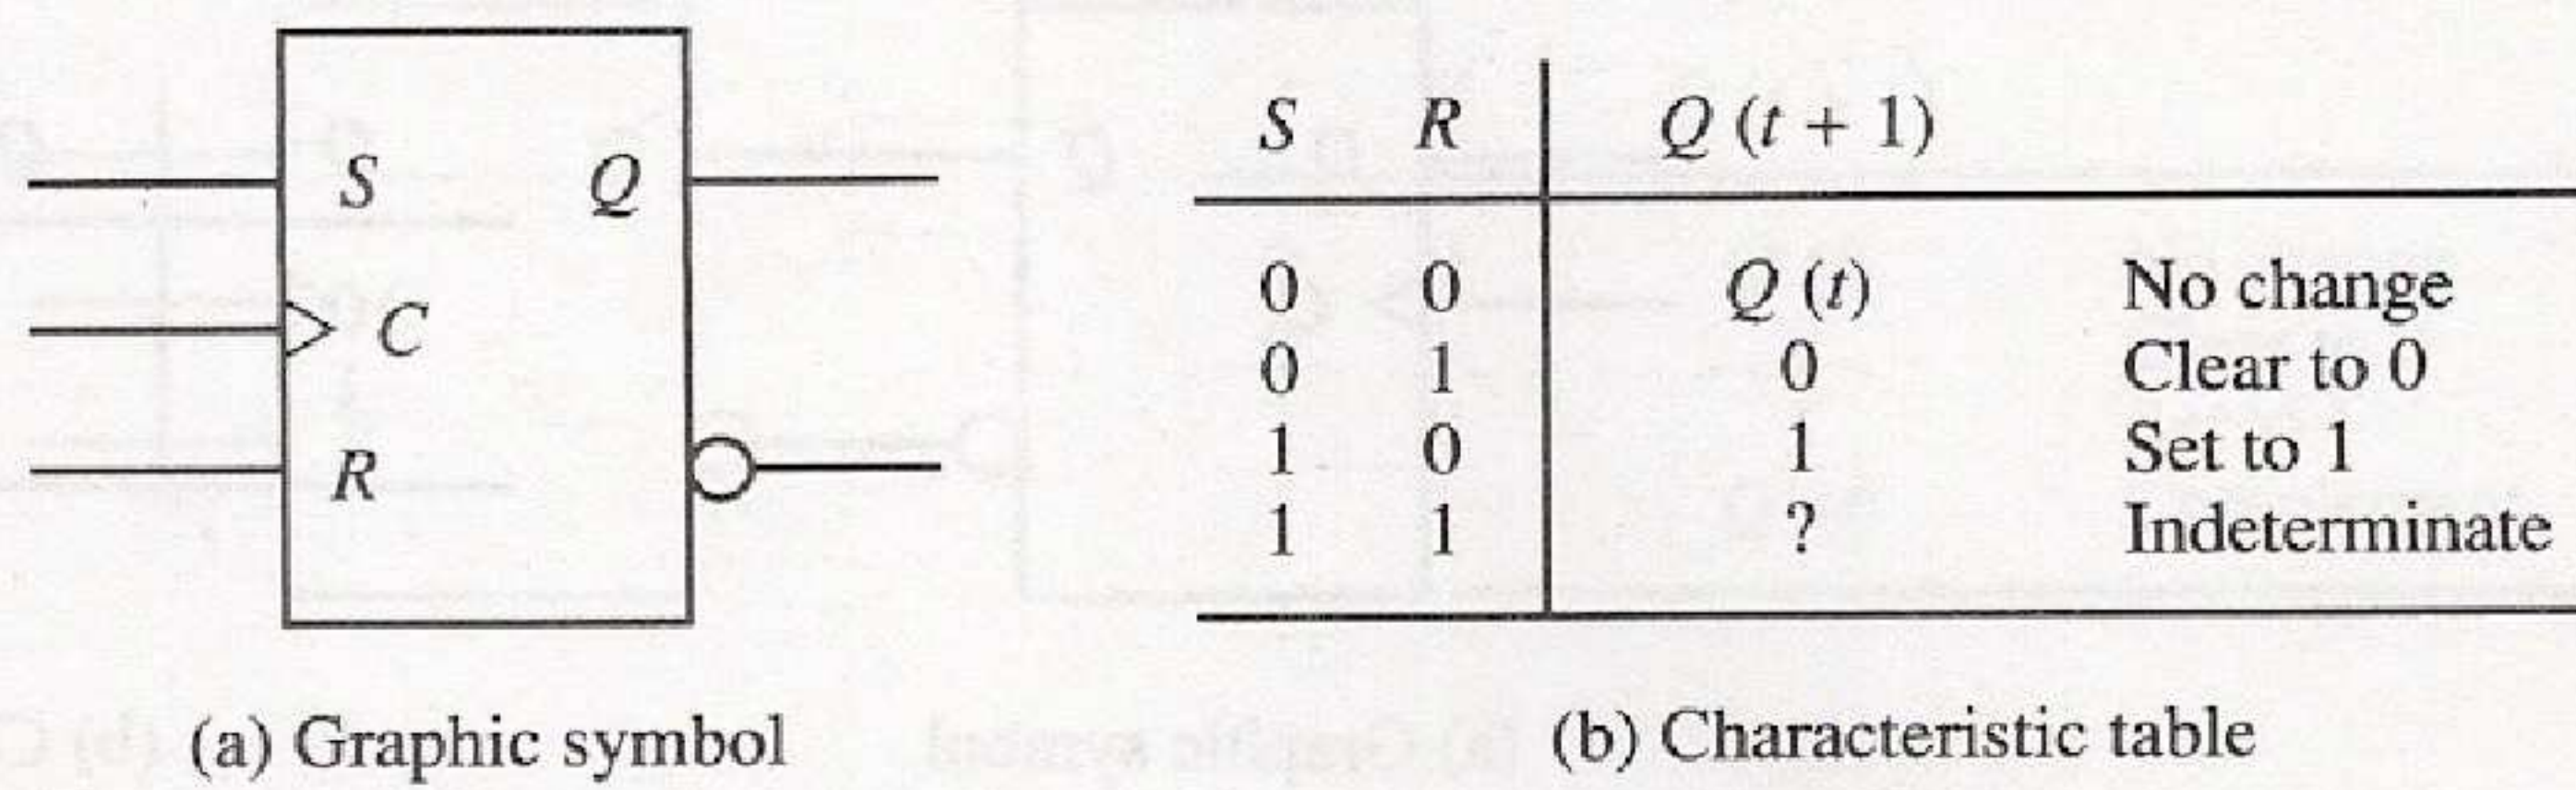 S Q
C
R
(a) Graphic symbol
S R Q (t + 1)
0 0 Q (t) No change
0 1 0 Clear to 0
1 0 1 Set to 1
1 1 ? Indeterminate
(b) Characteristic table